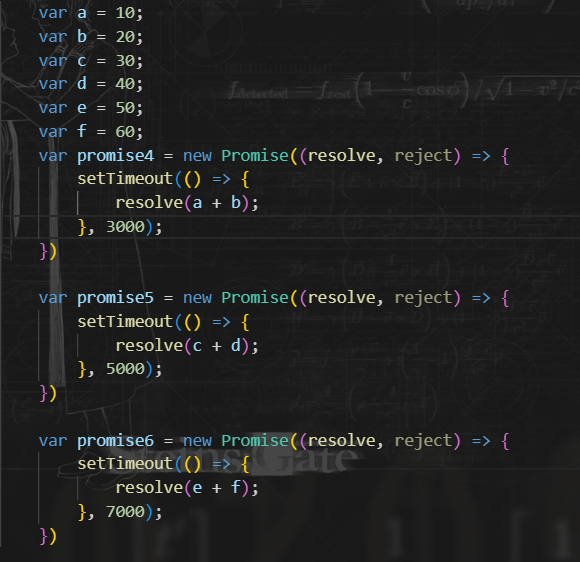 var a = 10;
var b = 20;
var c = 30;
var d = 40;
var e = 50;
var f = 60;
var promise4 = new Promise((resolve, reject) => {
    setTimeout(() => {
        resolve(a + b);
    }, 3000);
})

var promise5 = new Promise((resolve, reject) => {
    setTimeout(() => {
        resolve(c + d);
    }, 5000);
})

var promise6 = new Promise((resolve, reject) => {
    setTimeout(() => {
        resolve(e + f);
    }, 7000);
})
Steins Gate